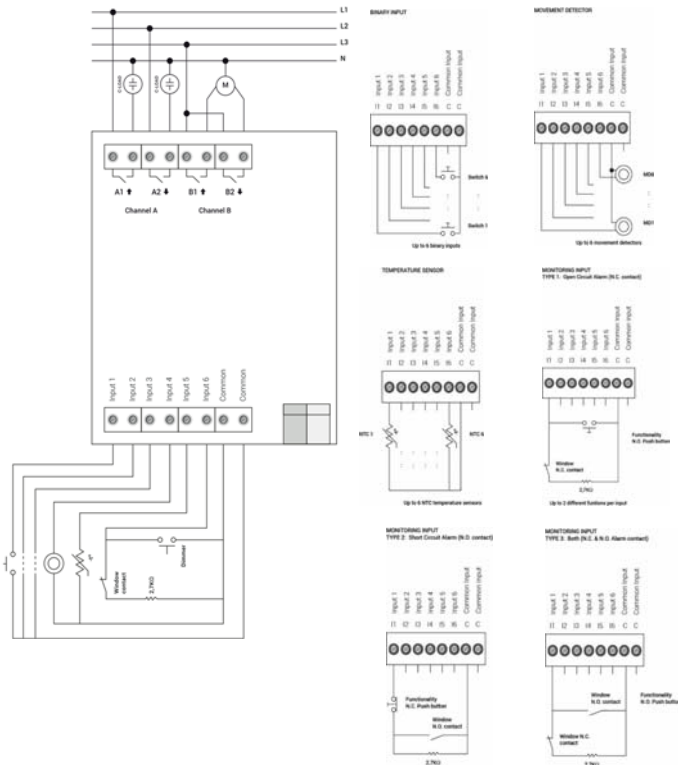 L1
L2
L3
N
C-LOAD
C-LOAD
M
A1
A2
B1
B2
Channel A
Channel B
Input 1
Input 2
Input 3
Input 4
Input 5
Input 6
Common
Common
Window contact
2,7KΩ
Dimmer
BINARY INPUT
Input 1
Input 2
Input 3
Input 4
Input 5
Input 6
Common Input
Common Input
I1 I2 I3 I4 I5 I6 C C
Switch 6
Switch 1
Up to 6 binary inputs
MOVEMENT DETECTOR
Input 1
Input 2
Input 3
Input 4
Input 5
Input 6
Common Input
Common Input
I1 I2 I3 I4 I5 I6 C C
MD6
MD1
Up to 6 movement detectors
TEMPERATURE SENSOR
Input 1
Input 2
Input 3
Input 4
Input 5
Input 6
Common Input
Common Input
I1 I2 I3 I4 I5 I6 C C
NTC 1
NTC 6
Up to 6 NTC temperature sensors
MONITORING INPUT
TYPE 1: Open Circuit Alarm (N.C. contact)
Input 1
Input 2
Input 3
Input 4
Input 5
Input 6
Common Input
Common Input
I1 I2 I3 I4 I5 I6 C C
Functionality
N.O. Push botton
Window
N.C. contact
2,7KΩ
Up to 2 different funtions per input
MONITORING INPUT
TYPE 2: Short Circuit Alarm (N.O. contact)
Input 1
Input 2
Input 3
Input 4
Input 5
Input 6
Common Input
Common Input
I1 I2 I3 I4 I5 I6 C C
Functionality
N.C. Push botton
Window
N.O. contact
2,7KΩ
MONITORING INPUT
TYPE 3: Both (N.C. & N.O. Alarm contact)
Input 1
Input 2
Input 3
Input 4
Input 5
Input 6
Common Input
Common Input
I1 I2 I3 I4 I5 I6 C C
Window
N.O. contact
Functionality
N.O. Push botton
Window N.C.
contact
2,7KΩ